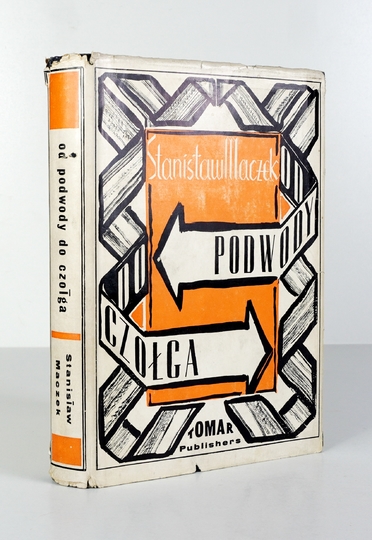 Stanisław Maczek
OD
PODWODY
DO
CZOŁGA
TOMAR
Publishers
od podwody do czołga
Stanisław
Maczek